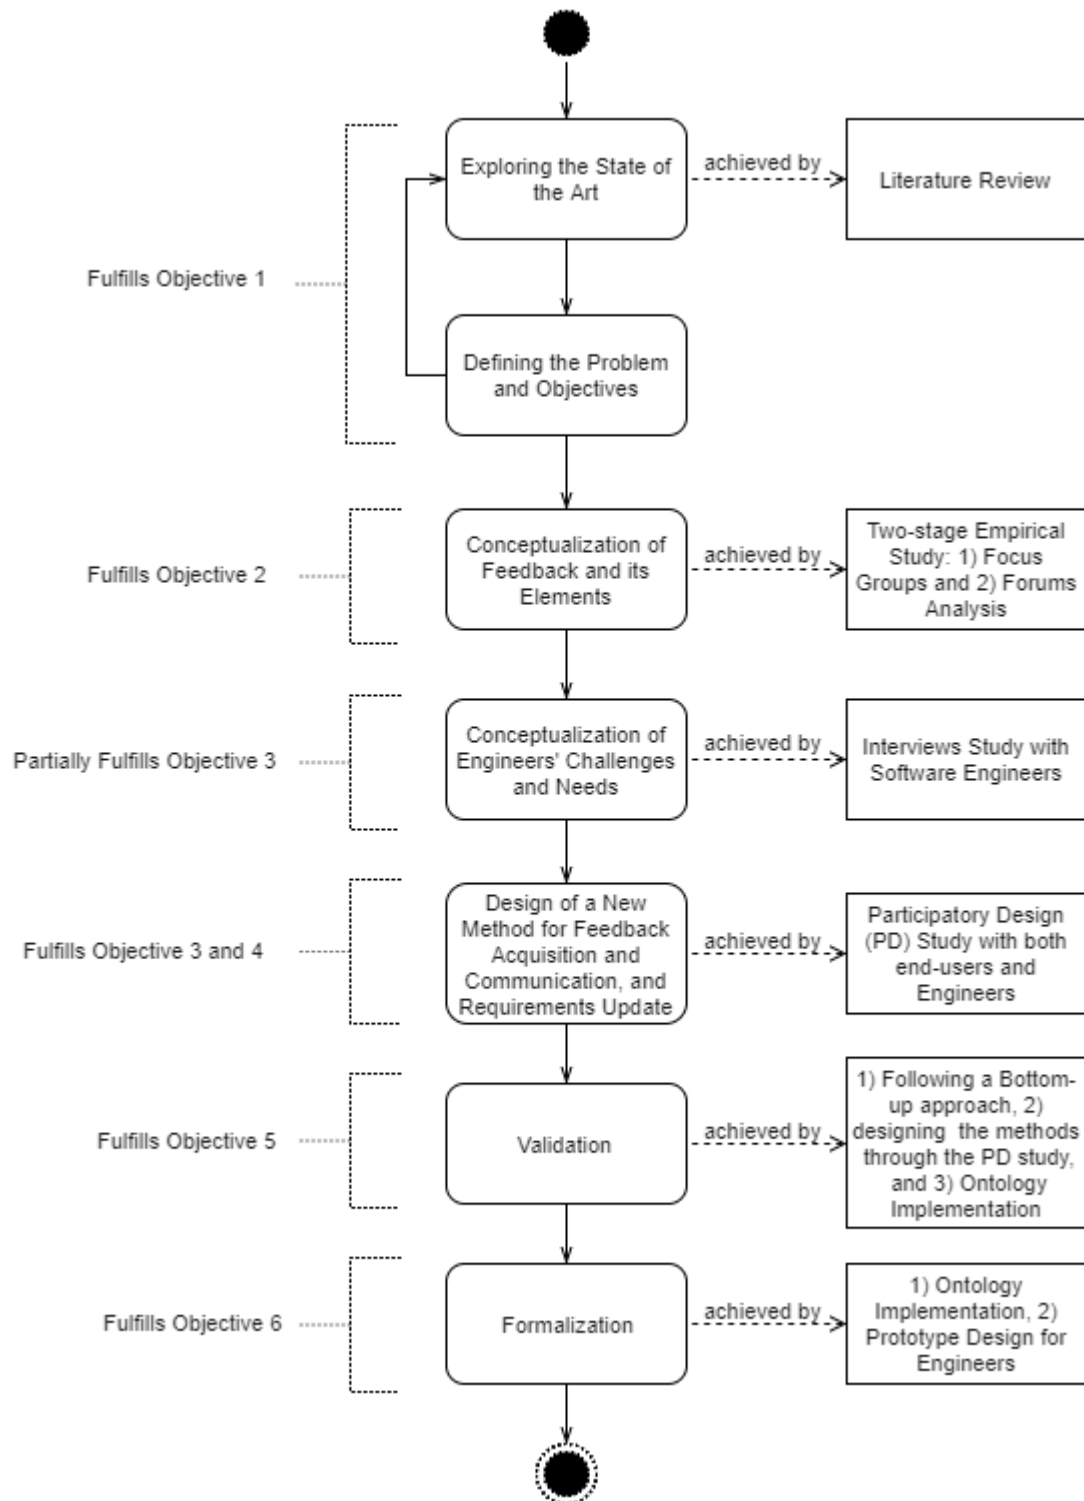 Exploring the State of
the Art
achieved by
Literature Review
Fulfills Objective 1
Defining the Problem
and Objectives
Fulfills Objective 2
Conceptualization of
Feedback and its
Elements
achieved by
Two-stage Empirical
Study: 1) Focus
Groups and 2) Forums
Analysis
Partially Fulfills Objective 3
Conceptualization of
Engineers' Challenges
and Needs
achieved by
Interviews Study with
Software Engineers
Fulfills Objective 3 and 4
Design of a New
Method for Feedback
Acquisition and
Communication, and
Requirements Update
achieved by
Participatory Design
(PD) Study with both
end-users and
Engineers
Fulfills Objective 5
Validation
achieved by
1) Following a Bottom-
up approach, 2)
designing the methods
through the PD study,
and 3) Ontology
Implementation
Fulfills Objective 6
Formalization
achieved by
1) Ontology
Implementation, 2)
Prototype Design for
Engineers